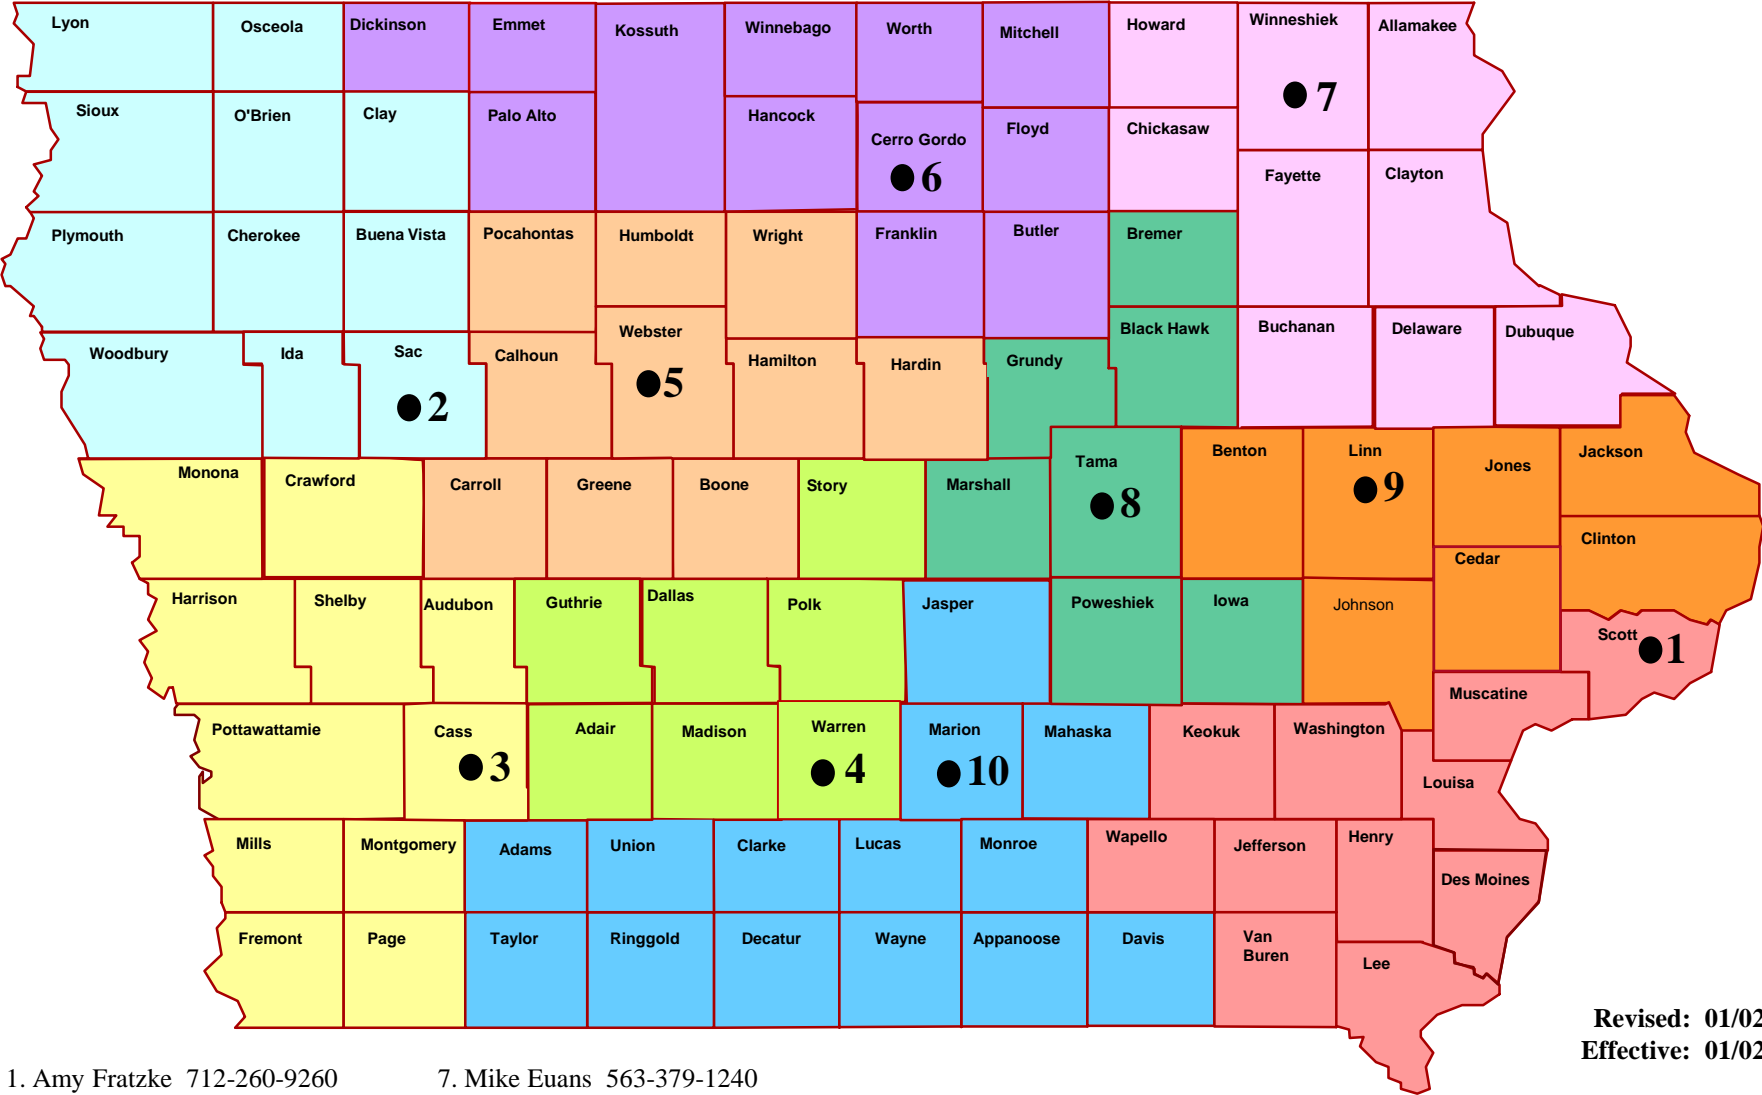 Lyon Osceola Dickinson Emmet Kossuth Winnebago Worth Mitchell Howard Winneshiek Allamakee
Sioux O'Brien Clay Palo Alto Hancock Cerro Gordo Floyd Chickasaw 7
6 Fayette Clayton
Plymouth Cherokee Buena Vista Pocahontas Humboldt Wright Franklin Butler Bremer
Woodbury Ida Sac Calhoun Webster Hamilton Hardin Grundy Black Hawk Buchanan Delaware Dubuque
2 5
Monona Crawford Carroll Greene Boone Story Marshall Tama Benton Linn Jones Jackson
8 9
Clinton
Cedar
Harrison Shelby Audubon Guthrie Dallas Polk Jasper Poweshiek Iowa Johnson
Scott 1
Muscatine
Pottawattamie Cass Adair Madison Warren Marion Mahaska Keokuk Washington
3 4 10
Louisa
Mills Montgomery Adams Union Clarke Lucas Monroe Wapello Jefferson Henry
Des Moines
Fremont Page Taylor Ringgold Decatur Wayne Appanoose Davis Van
Buren
Lee
Revised: 01/02
Effective: 01/02
1. Amy Fratzke 712-260-9260 7. Mike Euans 563-379-1240